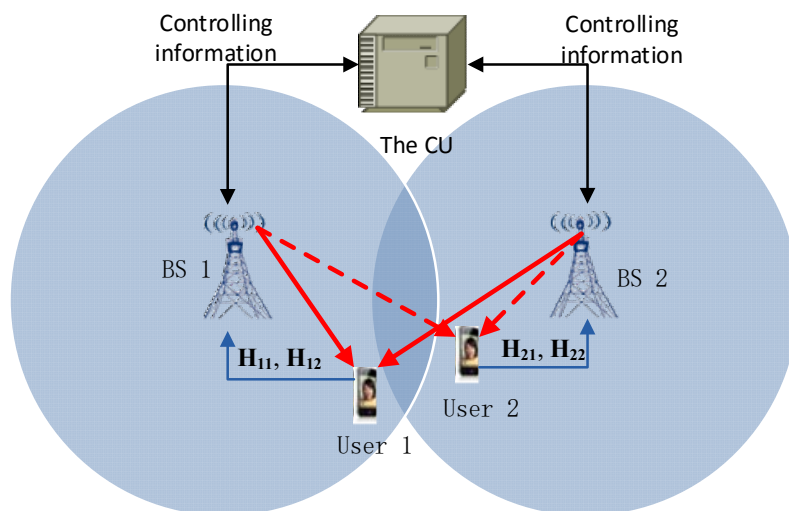 Controlling
information
Controlling
information
The CU
BS 1
BS 2
H11, H12
H21, H22
User 2
User 1